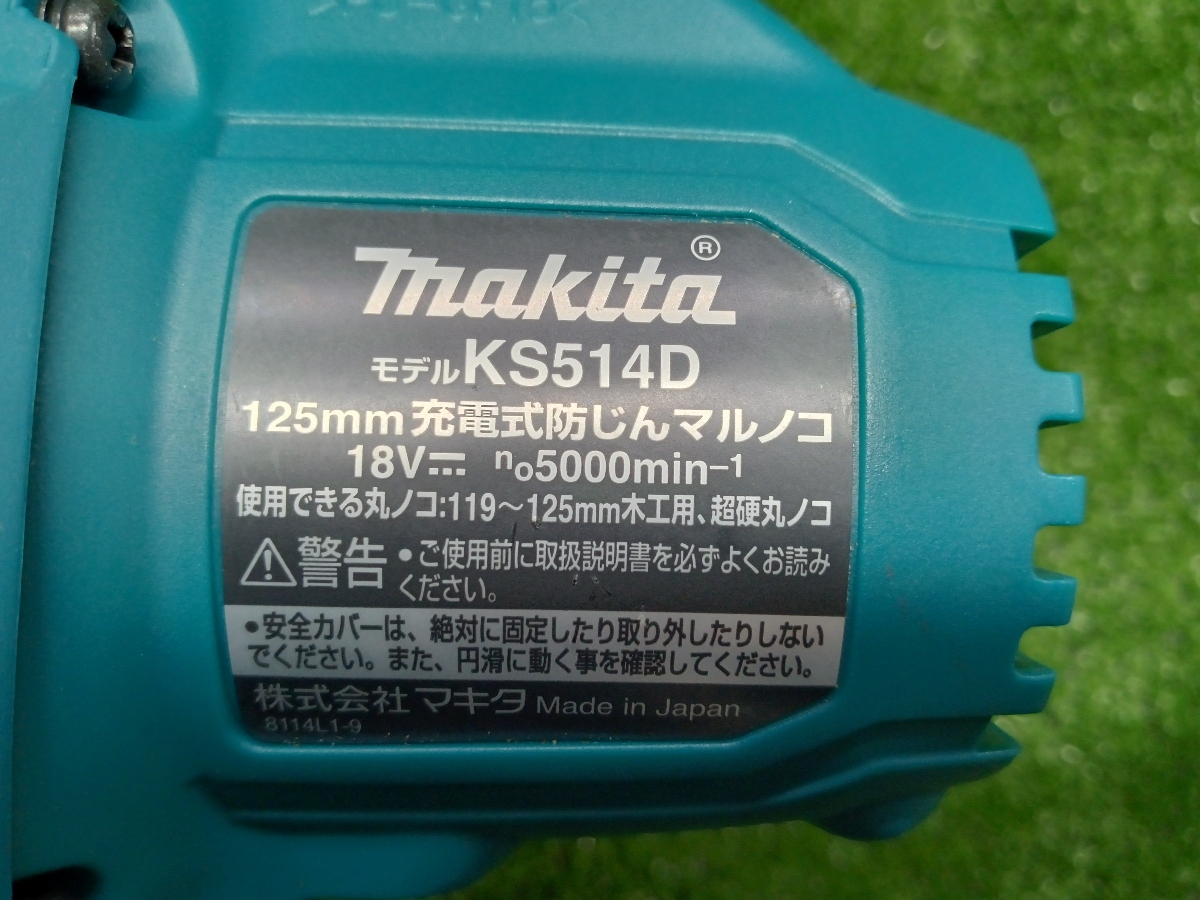 makita®
モデルKS514D
125mm 充電式防じんマルノコ
18V⎓ n₀5000min⁻¹
使用できる丸ノコ:119～125mm木工用、超硬丸ノコ
⚠警告 •ご使用前に取扱説明書を必ずよくお読み
ください。
•安全カバーは、絶対に固定したり取り外したりしない
でください。また、円滑に動く事を確認してください。
株式会社 マキタ Made in Japan
8114L1-9